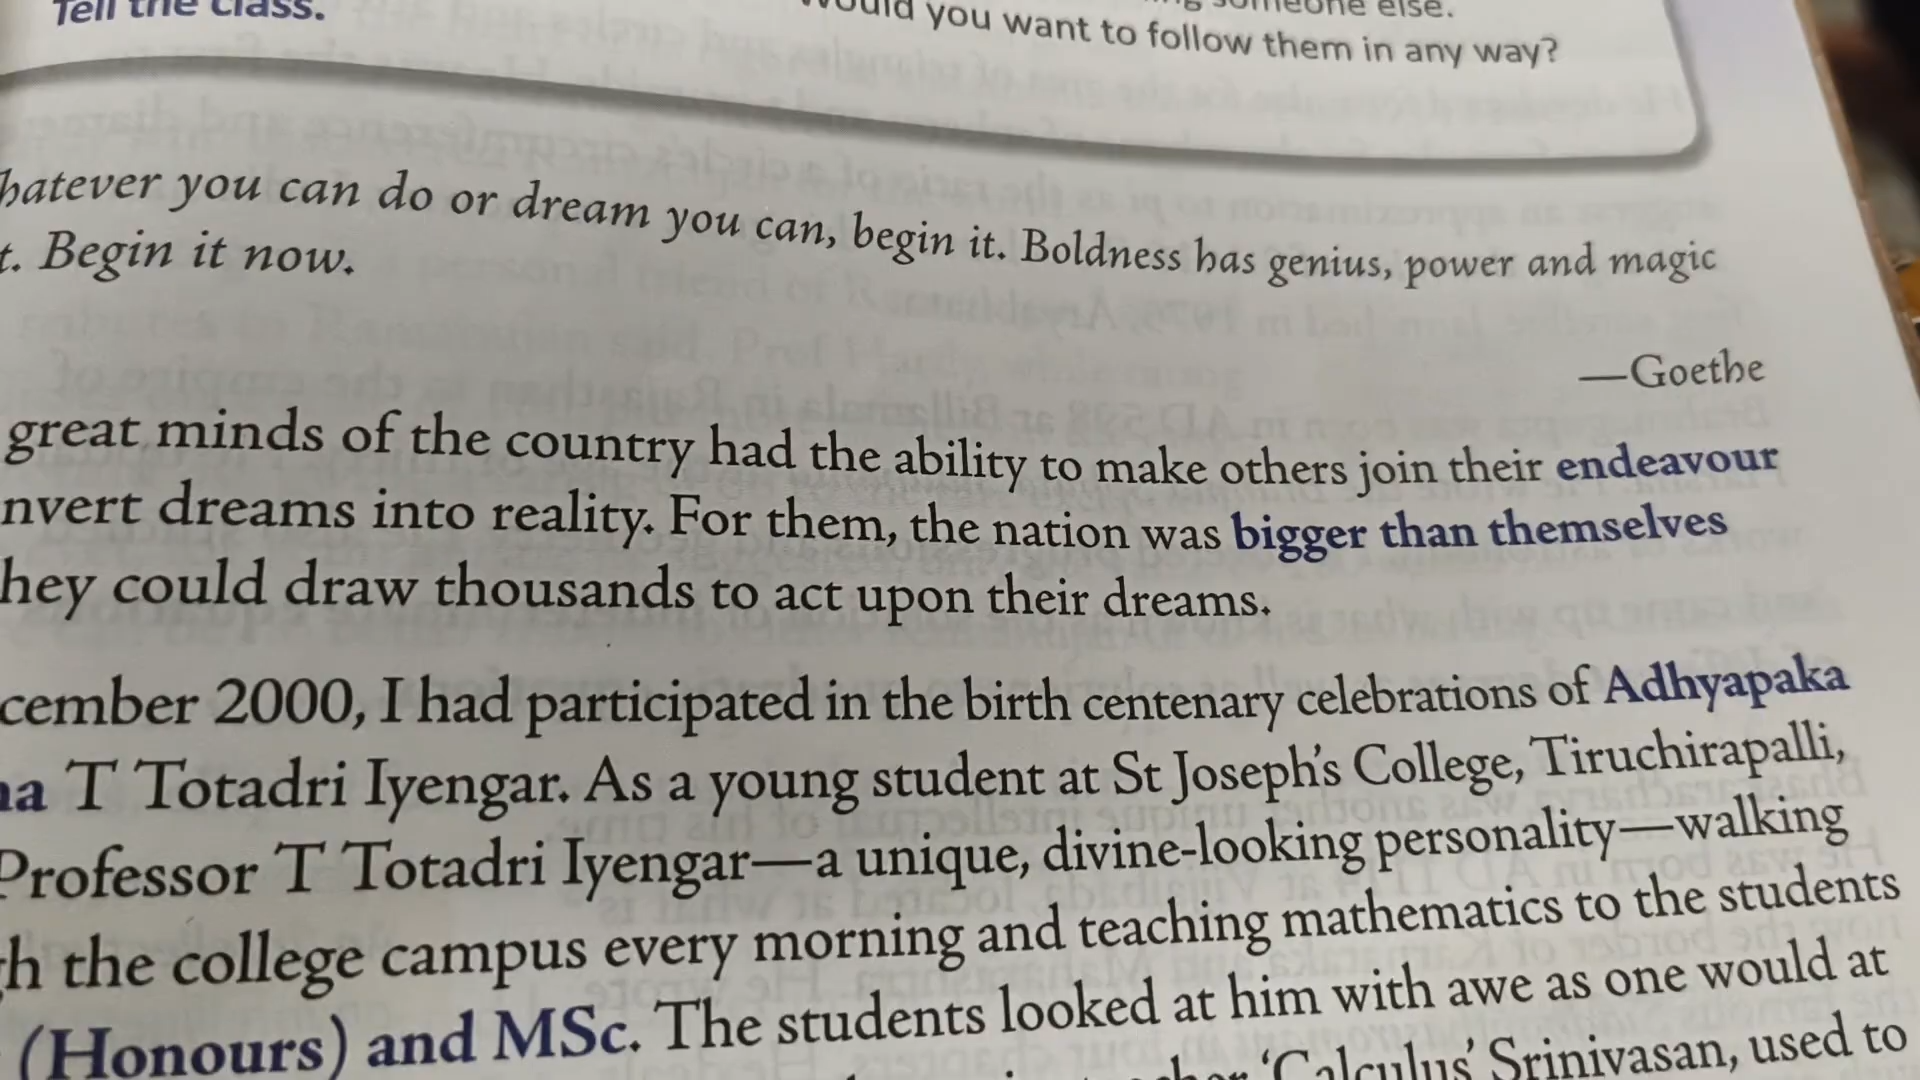 Tell the class.
someone else.
would you want to follow them in any way?
hatever you can do or dream you can, begin it. Boldness has genius, power and magic
t. Begin it now.
—Goethe
great minds of the country had the ability to make others join their endeavour
nvert dreams into reality. For them, the nation was bigger than themselves
hey could draw thousands to act upon their dreams.
cember 2000, I had participated in the birth centenary celebrations of Adhyapaka
na T Totadri Iyengar. As a young student at St Joseph's College, Tiruchirapalli,
Professor T Totadri Iyengar—a unique, divine-looking personality—walking
gh the college campus every morning and teaching mathematics to the students
(Honours) and MSc. The students looked at him with awe as one would at
'Calculus' Srinivasan, used to